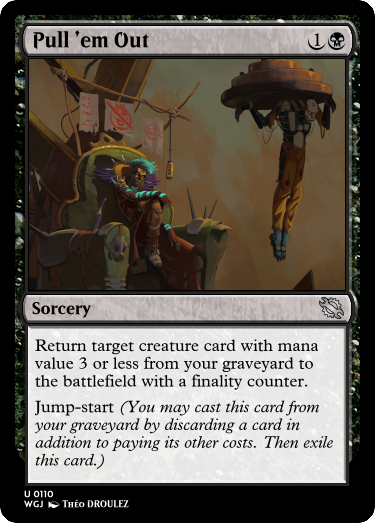 Pull ’em Out 1
Sorcery
Return target creature card with mana
value 3 or less from your graveyard to
the battlefield with a finality counter.
Jump-start (You may cast this card from
your graveyard by discarding a card in
addition to paying its other costs. Then exile
this card.)
U 0110
WGJ Théo DROULEZ